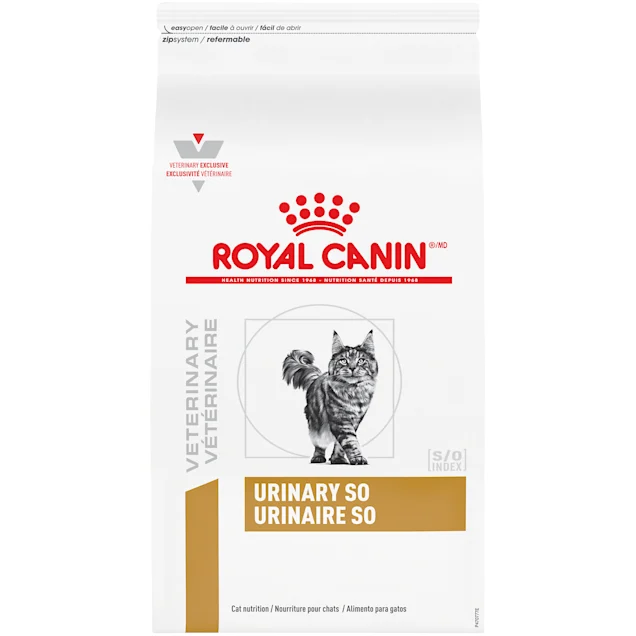 easyopen / facile à ouvrir / fácil de abrir
zipsystem / refermable
VETERINARY EXCLUSIVE
EXCLUSIVITÉ VÉTÉRINAIRE
ROYAL CANIN ®/MD
HEALTH NUTRITION SINCE 1968 - NUTRITION SANTÉ DEPUIS 1968
VETERINARY
VÉTÉRINAIRE
S/O
INDEX
URINARY SO
URINAIRE SO
Cat nutrition / Nourriture pour chats / Alimento para gatos